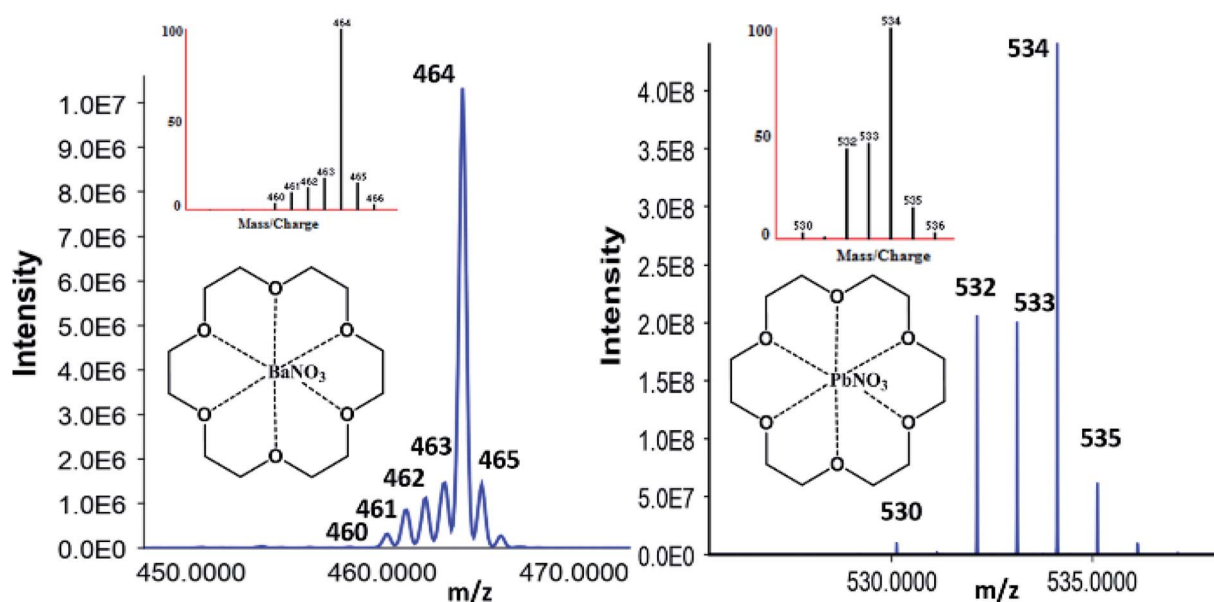 100
50
0
460
461
462
463
464
465
466
Mass/Charge
Intensity
1.0E7
9.0E6
8.0E6
7.0E6
6.0E6
5.0E6
4.0E6
3.0E6
2.0E6
1.0E6
0.0E0
464
463
462
461
460
465
O
O
O
BaNO₃
O
O
O
450.0000
460.0000
470.0000
m/z
100
50
0
530
532
533
534
535
536
Mass/Charge
Intensity
4.0E8
3.5E8
3.0E8
2.5E8
2.0E8
1.5E8
1.0E8
5.0E7
0.0E0
534
532
533
535
530
O
O
O
PbNO₃
O
O
O
530.0000
535.0000
m/z